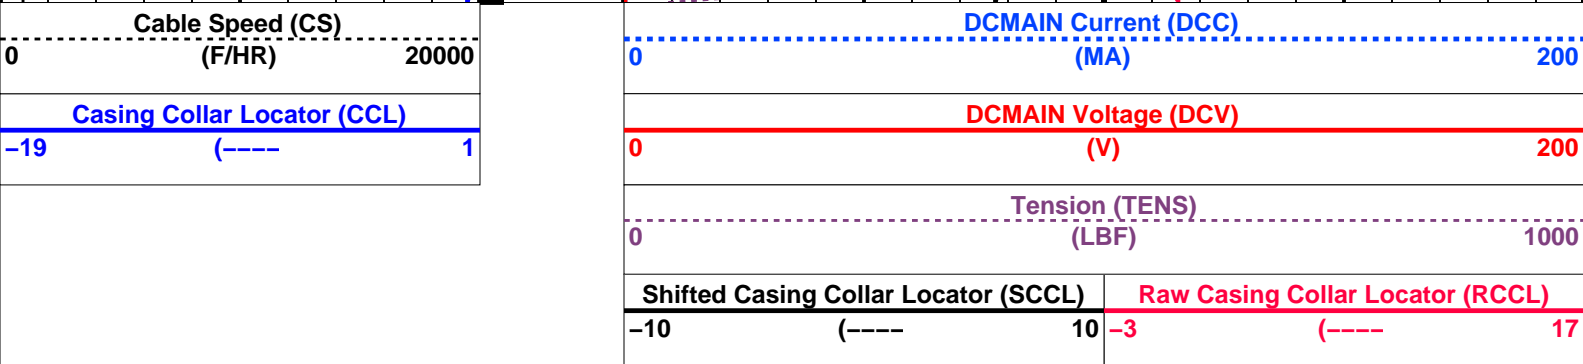 Cable Speed (CS)
0 (F/HR) 20000
Casing Collar Locator (CCL)
−19 (−−−− 1
DCMAIN Current (DCC)
0 (MA) 200
DCMAIN Voltage (DCV)
0 (V) 200
Tension (TENS)
0 (LBF) 1000
Shifted Casing Collar Locator (SCCL)
−10 (−−−− 10
Raw Casing Collar Locator (RCCL)
−3 (−−−− 17